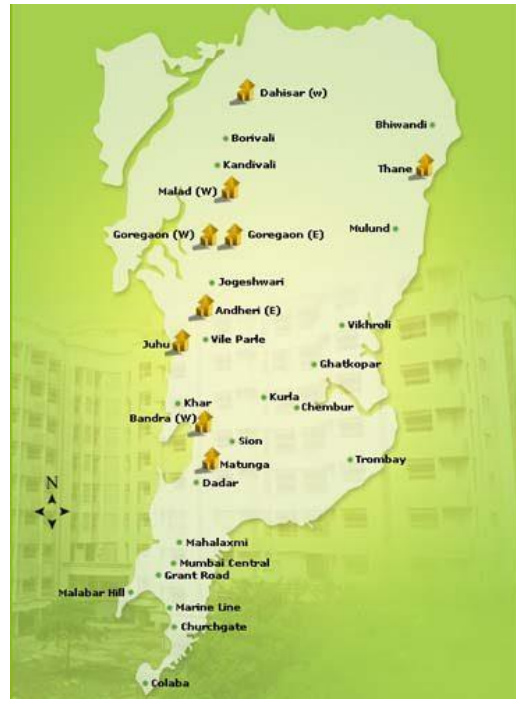 Dahisar (w)
Bhiwandi
Borivali
Kandivali
Thane
Malad (W)
Goregaon (W)
Goregaon (E)
Mulund
Jogeshwari
Andheri (E)
Vikhroli
Juhu
Vile Parle
Ghatkopar
Khar
Kurla
Chembur
Bandra (W)
Sion
Matunga
Trombay
Dadar
N
Mahalaxmi
Mumbai Central
Grant Road
Malabar Hill
Marine Line
Churchgate
Colaba